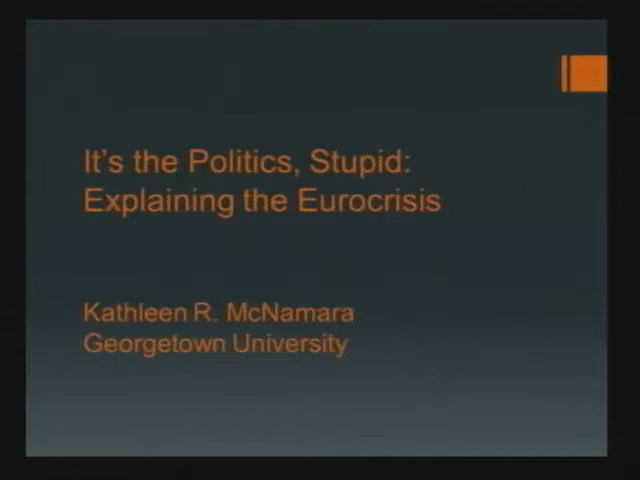 It's the Politics, Stupid:
Explaining the Eurocrisis
Kathleen R. McNamara
Georgetown University